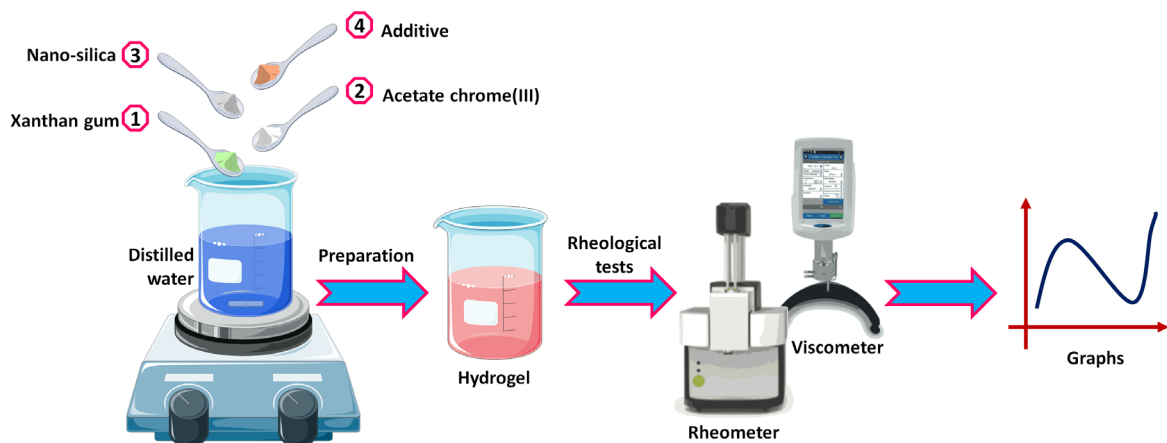 4 Additive
Nano-silica 3
2 Acetate chrome(III)
Xanthan gum 1
Distilled
water
Preparation
Hydrogel
Rheological
tests
Rheometer
Viscometer
Graphs